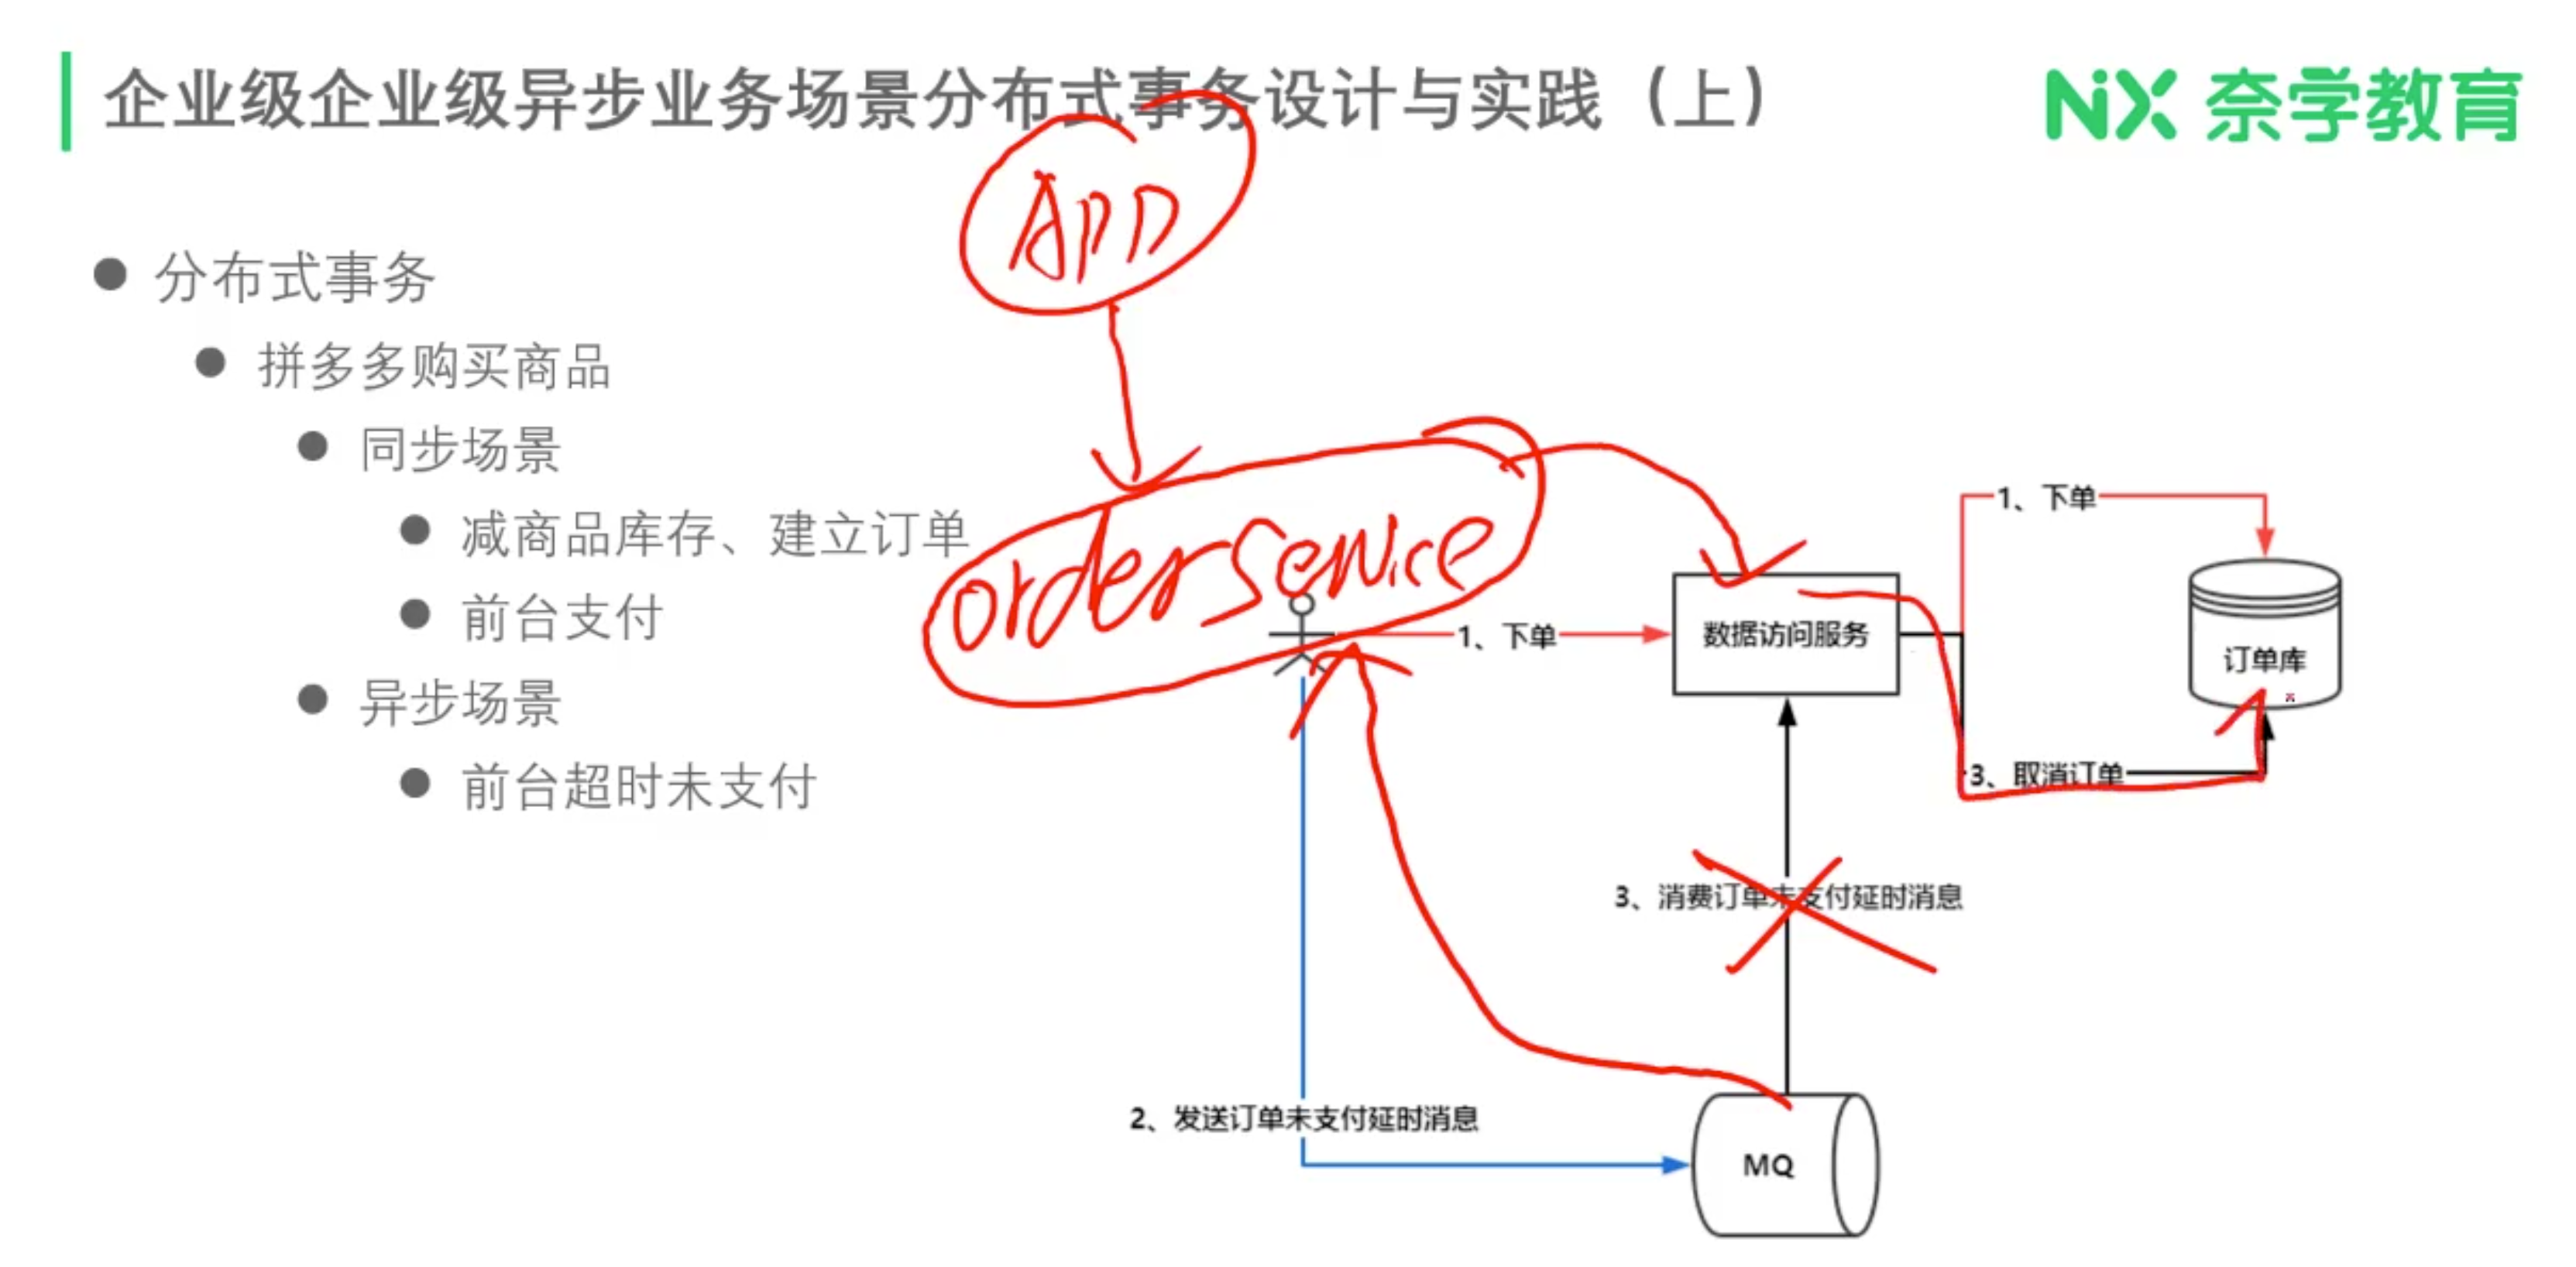 企业级企业级异步业务场景分布式事务设计与实践（上）
NiX 奈学教育
APP
分布式事务
拼多多购买商品
同步场景
减商品库存、建立订单
前台支付
异步场景
前台超时未支付
orderservice
1、下单
数据访问服务
1、下单
订单库
3、取消订单
3、消费订单未支付延时消息
2、发送订单未支付延时消息
MQ